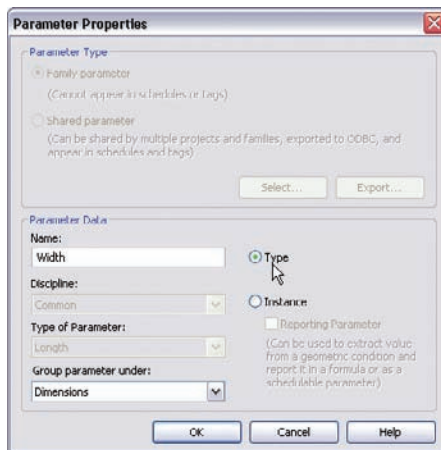 Parameter Properties
Parameter Type
Family parameter
(Cannot appear in schedules or tags)
Shared parameter
(Can be shared by multiple projects and families, exported to ODBC, and
appear in schedules and tags)
Select...
Export...
Parameter Data
Name:
Width
Type
Discipline:
Common
Instance
Reporting Parameter
(Can be used to extract value
from a geometric condition and
report it in a formula or as a
schedulable parameter)
Type of Parameter:
Length
Group parameter under:
Dimensions
OK
Cancel
Help